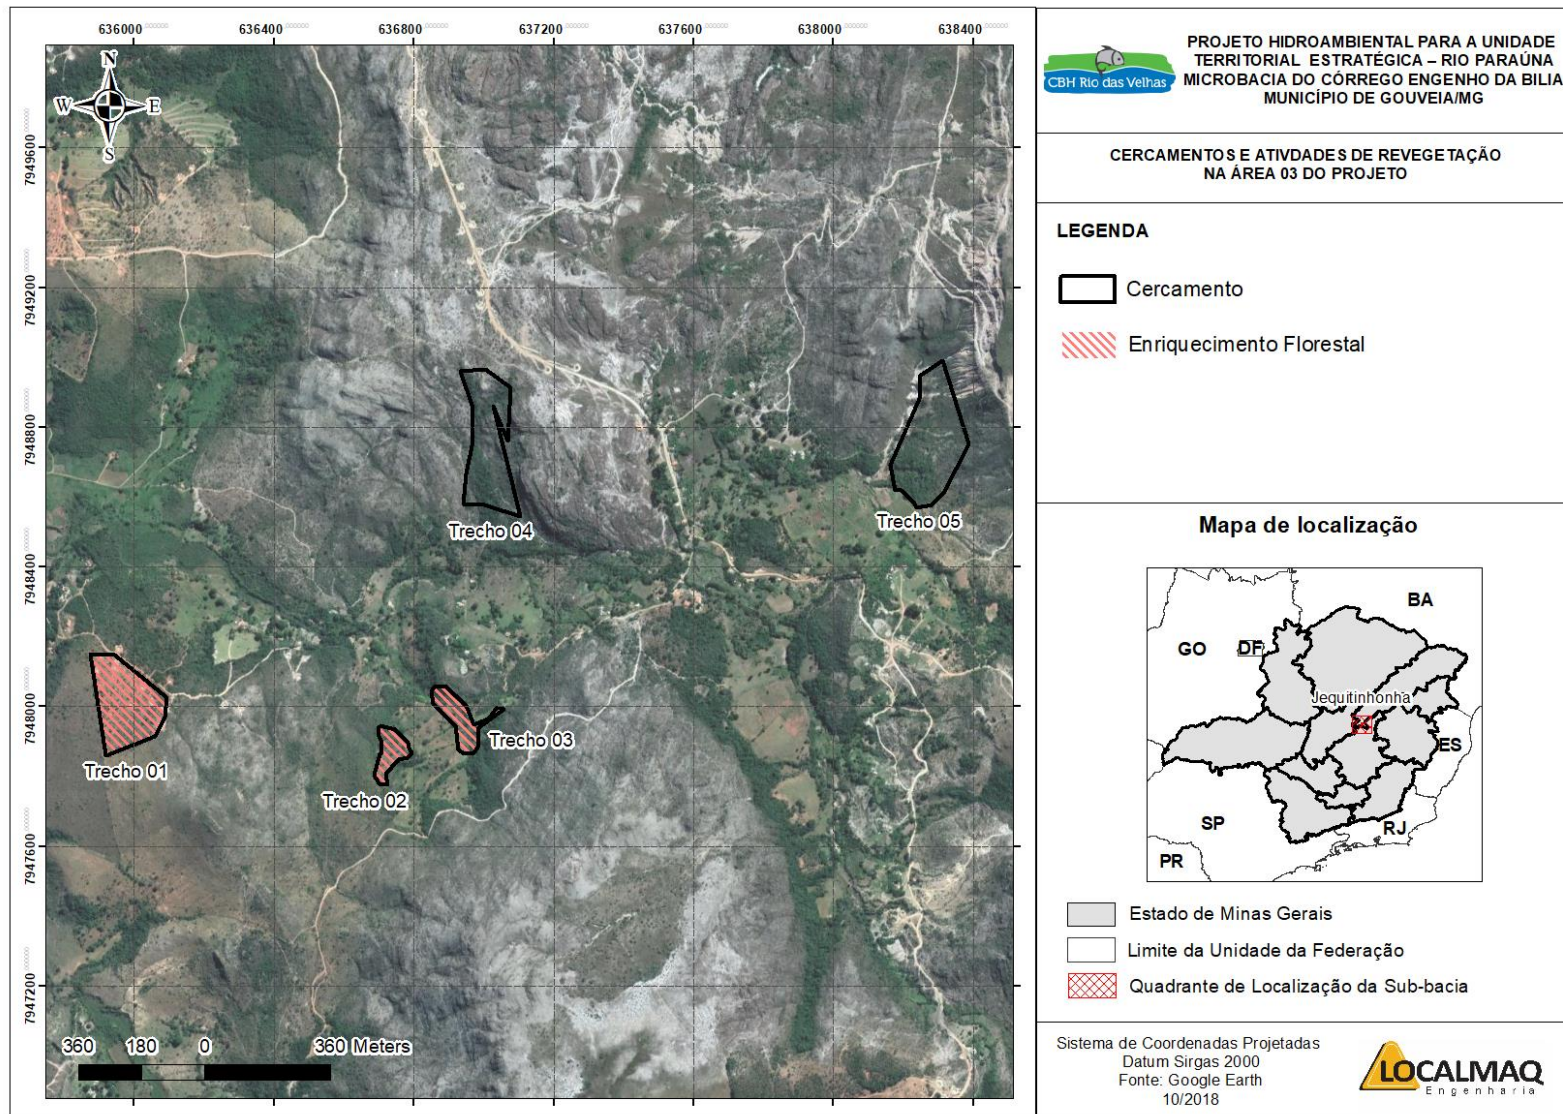 636000 636400 636800 637200 637600 638000 638400
7949600
7949200
7948800
7948400
7948000
7947600
7947200
N
W E
S
Trecho 04
Trecho 05
Trecho 01
Trecho 02
Trecho 03
360 180 0 360 Meters
CBH Rio das Velhas
PROJETO HIDROAMBIENTAL PARA A UNIDADE
TERRITORIAL ESTRATÉGICA – RIO PARAÚNA
MICROBACIA DO CÓRREGO ENGENHO DA BILIA
MUNICÍPIO DE GOUVEIA/MG
CERCAMENTOS E ATIVDADES DE REVEGETAÇÃO
NA ÁREA 03 DO PROJETO
LEGENDA
Cercamento
Enriquecimento Florestal
Mapa de localização
BA
GO
DF
Jequitinhonha
ES
SP
RJ
PR
Estado de Minas Gerais
Limite da Unidade da Federação
Quadrante de Localização da Sub-bacia
Sistema de Coordenadas Projetadas
Datum Sirgas 2000
Fonte: Google Earth
10/2018
LOCALMAQ
Engenharia